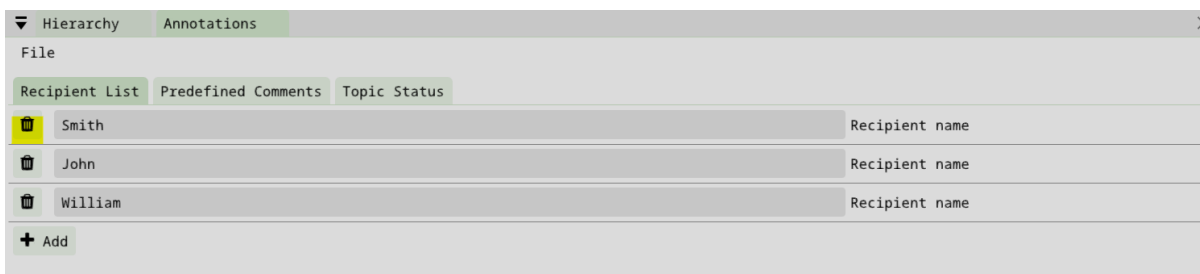 Hierarchy Annotations
File
Recipient List Predefined Comments Topic Status
Smith Recipient name
John Recipient name
William Recipient name
Add